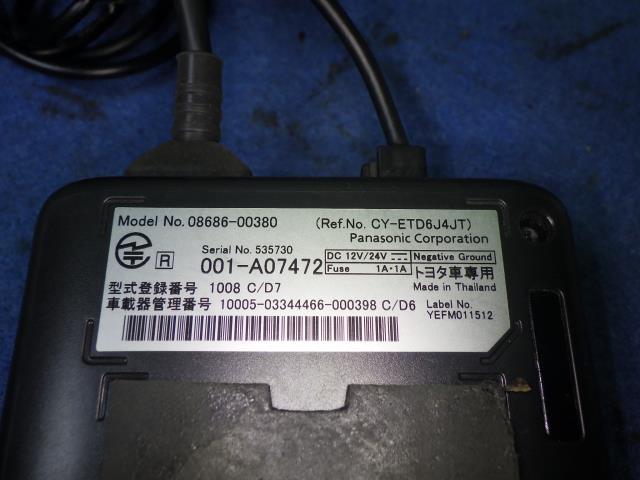 Model No. 08686-00380 (Ref.No. CY-ETD6J4JT)
Panasonic Corporation
Serial No. 535730
R 001-A07472
DC 12V/24V Negative Ground
Fuse 1A・1A トヨタ車専用
型式登録番号 1008 C/D7 Made in Thailand
車載器管理番号 10005-03344466-000398 C/D6 Label No.
YEFM011512